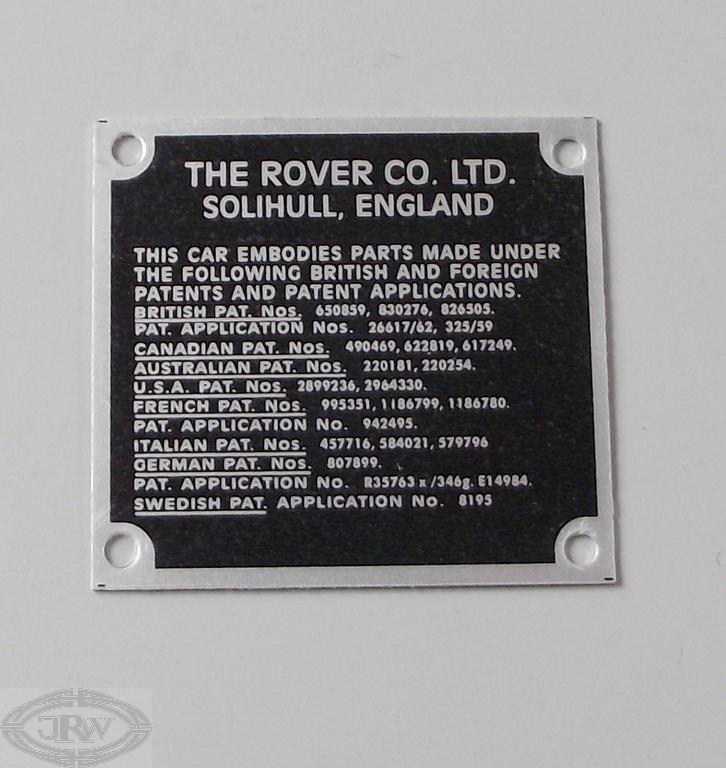 THE ROVER CO. LTD.
SOLIHULL, ENGLAND
THIS CAR EMBODIES PARTS MADE UNDER
THE FOLLOWING BRITISH AND FOREIGN
PATENTS AND PATENT APPLICATIONS.
BRITISH PAT. Nos. 650859, 830276, 826505.
PAT. APPLICATION Nos. 26617/62, 325/59
CANADIAN PAT. Nos. 490469, 622819, 617249.
AUSTRALIAN PAT. Nos. 220181, 220254.
U.S.A. PAT. Nos. 2899236, 2964330.
FRENCH PAT. Nos. 995351, 1186799, 1186780.
PAT. APPLICATION No. 942495.
ITALIAN PAT. Nos. 457716, 584021, 579796
GERMAN PAT. Nos. 807899.
PAT. APPLICATION No. R35763 x /346g. E14984.
SWEDISH PAT. APPLICATION No. 8195
JRW